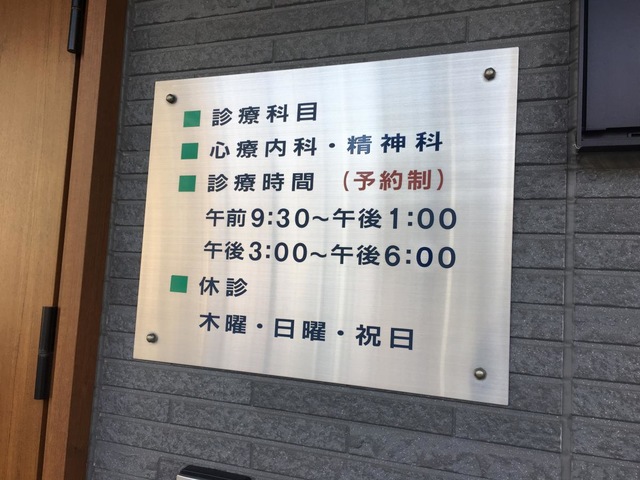 ■ 診療科目
■ 心療内科・精神科
■ 診療時間 (予約制)
午前9:30～午後1:00
午後3:00～午後6:00
■ 休診
木曜・日曜・祝日